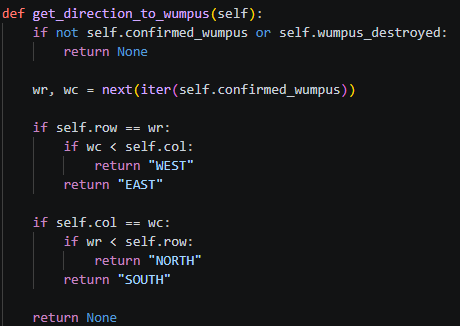 def get_direction_to_wumpus(self):
    if not self.confirmed_wumpus or self.wumpus_destroyed:
        return None

    wr, wc = next(iter(self.confirmed_wumpus))

    if self.row == wr:
        if wc < self.col:
            return "WEST"
        return "EAST"

    if self.col == wc:
        if wr < self.row:
            return "NORTH"
        return "SOUTH"

    return None